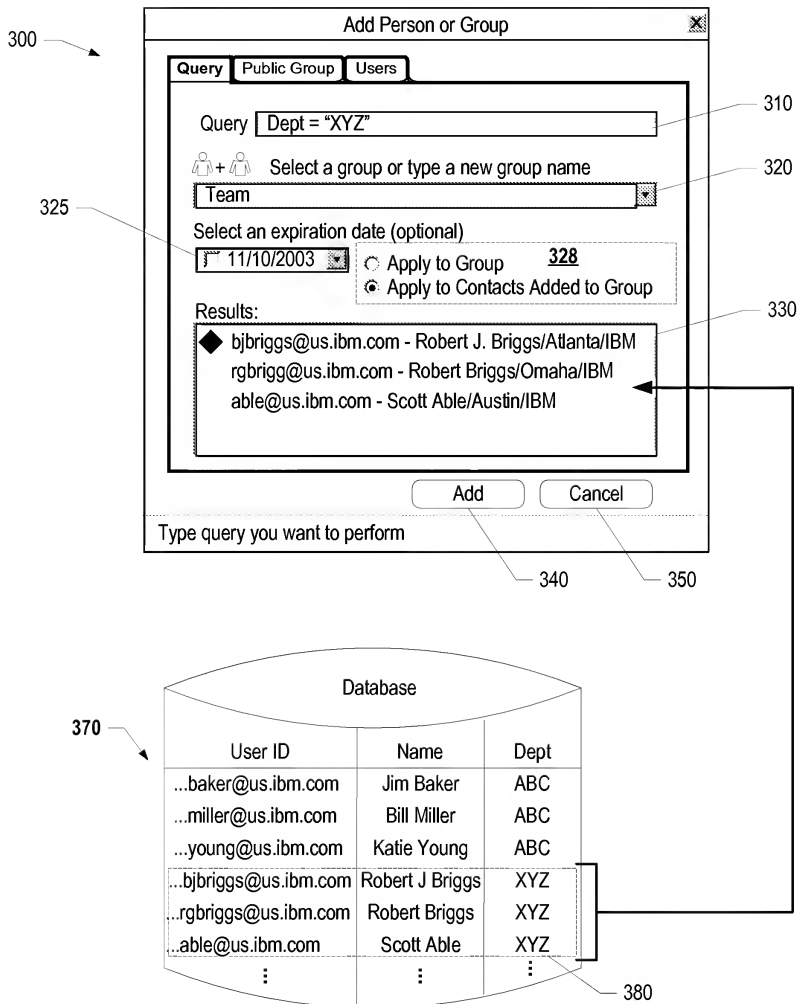 Add Person or Group
300
Query Public Group Users
Query Dept = “XYZ”
310
Select a group or type a new group name
320
Team
325
Select an expiration date (optional)
11/10/2003
Apply to Group 328
Apply to Contacts Added to Group
Results:
330
bjbriggs@us.ibm.com - Robert J. Briggs/Atlanta/IBM
rgbrigg@us.ibm.com - Robert Briggs/Omaha/IBM
able@us.ibm.com - Scott Able/Austin/IBM
Add Cancel
Type query you want to perform
340 350
Database
370
User ID Name Dept
...baker@us.ibm.com Jim Baker ABC
...miller@us.ibm.com Bill Miller ABC
...young@us.ibm.com Katie Young ABC
...bjbriggs@us.ibm.com Robert J Briggs XYZ
...rgbriggs@us.ibm.com Robert Briggs XYZ
...able@us.ibm.com Scott Able XYZ
380